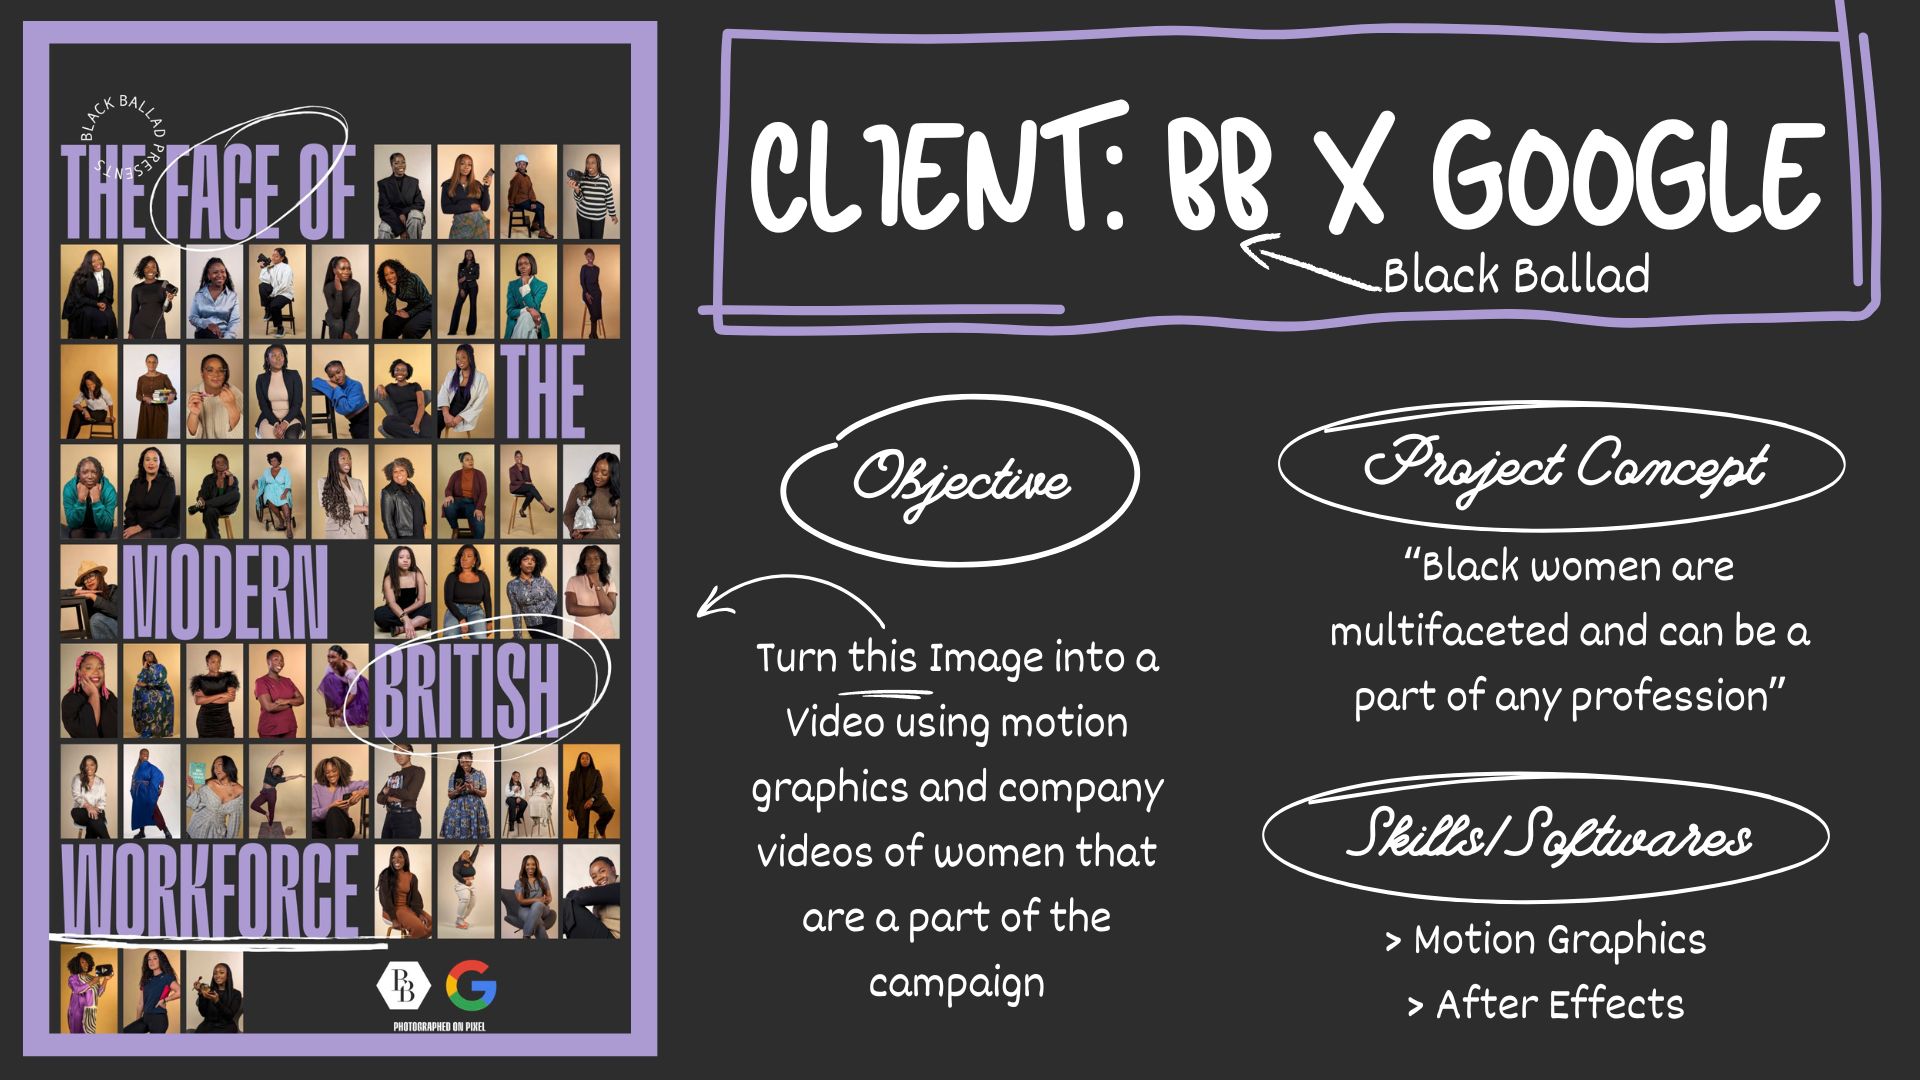 BLACK BALLAD PRESENTS
THE FACE OF
THE
MODERN
BRITISH
WORKFORCE
BB
G
PHOTOGRAPHED ON PIXEL
CLIENT: BB X GOOGLE
Black Ballad
Objective
Turn this Image into a
Video using motion
graphics and company
videos of women that
are a part of the
campaign
Project Concept
“Black women are
multifaceted and can be a
part of any profession”
Skills/Softwares
> Motion Graphics
> After Effects